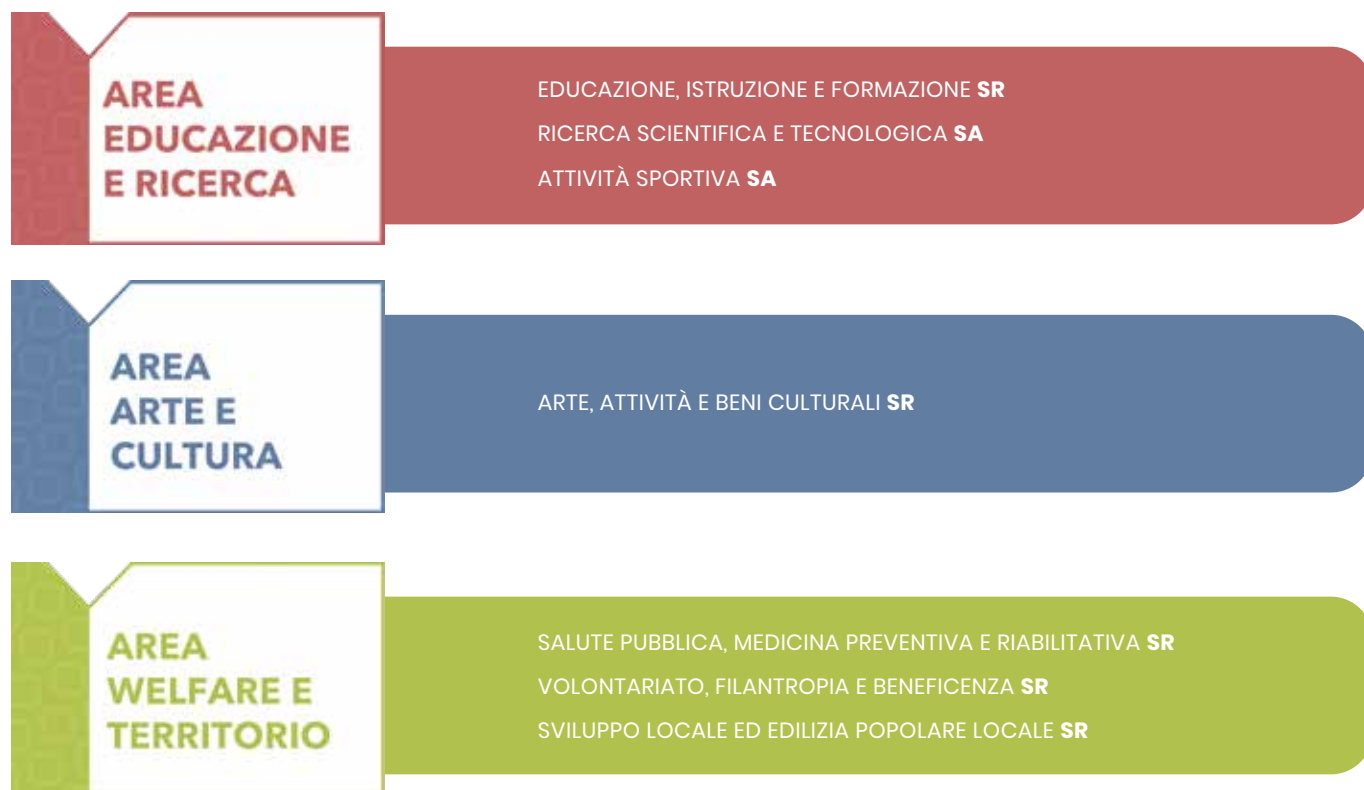 AREA
EDUCAZIONE
E RICERCA
EDUCAZIONE, ISTRUZIONE E FORMAZIONE SR
RICERCA SCIENTIFICA E TECNOLOGICA SA
ATTIVITÀ SPORTIVA SA
AREA
ARTE E
CULTURA
ARTE, ATTIVITÀ E BENI CULTURALI SR
AREA
WELFARE E
TERRITORIO
SALUTE PUBBLICA, MEDICINA PREVENTIVA E RIABILITATIVA SR
VOLONTARIATO, FILANTROPIA E BENEFICENZA SR
SVILUPPO LOCALE ED EDILIZIA POPOLARE LOCALE SR